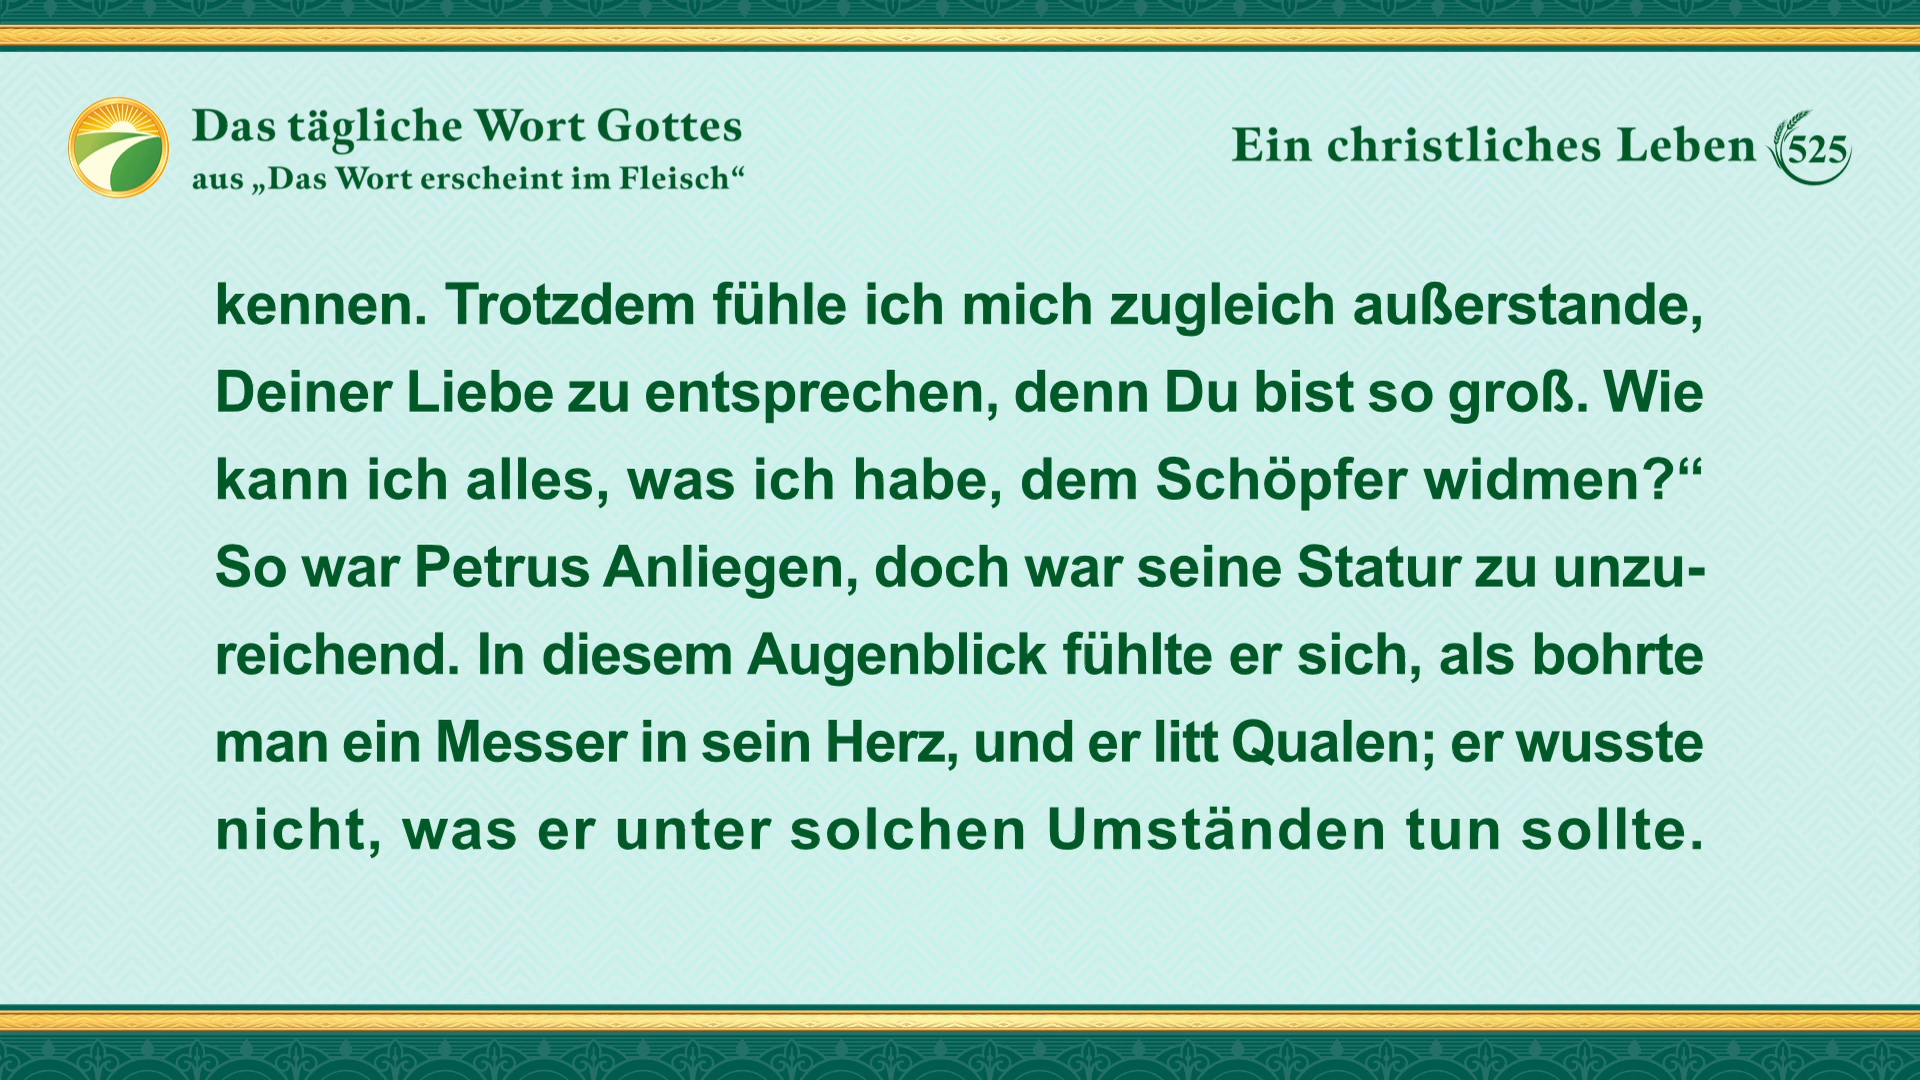 Das tägliche Wort Gottes
aus „Das Wort erscheint im Fleisch“
Ein christliches Leben 525
kennen. Trotzdem fühle ich mich zugleich außerstande,
Deiner Liebe zu entsprechen, denn Du bist so groß. Wie
kann ich alles, was ich habe, dem Schöpfer widmen?“
So war Petrus Anliegen, doch war seine Statur zu unzu-
reichend. In diesem Augenblick fühlte er sich, als bohrte
man ein Messer in sein Herz, und er litt Qualen; er wusste
nicht, was er unter solchen Umständen tun sollte.